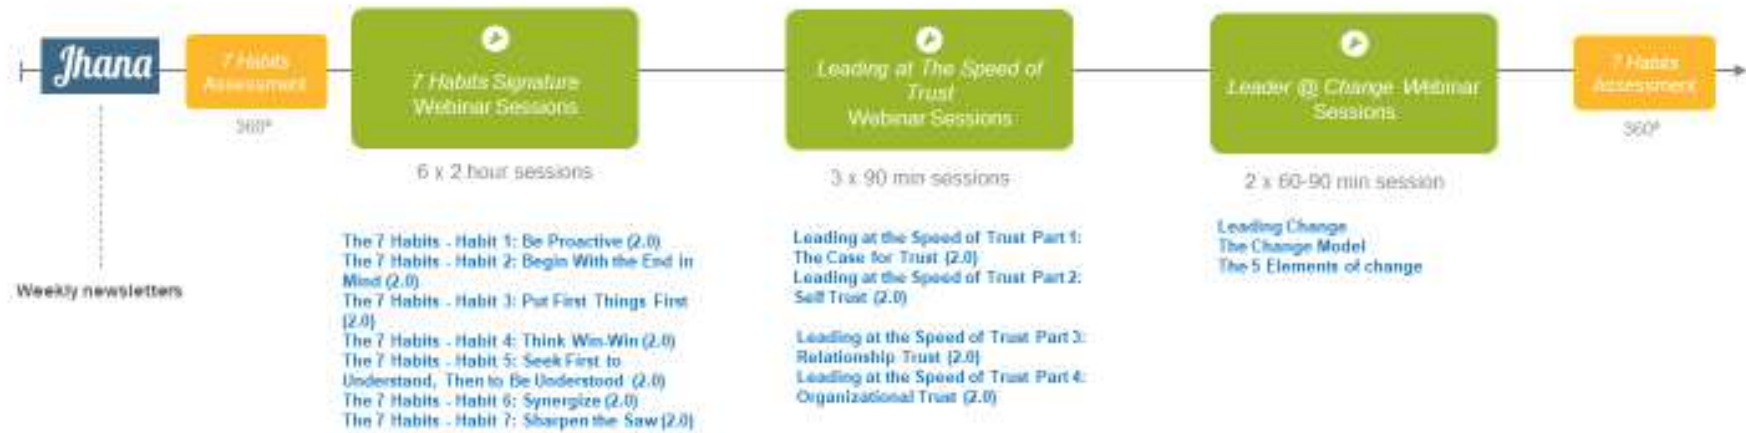 Jhana
7 Habits
Assessment
360°
7 Habits Signature
Webinar Sessions
6 x 2 hour sessions
Leading at The Speed of
Trust
Webinar Sessions
3 x 90 min sessions
Leader @ Change Webinar
Sessions
2 x 60-90 min session
7 Habits
Assessment
360°
Weekly newsletters
The 7 Habits - Habit 1: Be Proactive (2.0)
The 7 Habits - Habit 2: Begin With the End in
Mind (2.0)
The 7 Habits - Habit 3: Put First Things First
(2.0)
The 7 Habits - Habit 4: Think Win-Win (2.0)
The 7 Habits - Habit 5: Seek First to
Understand, Then to Be Understood (2.0)
The 7 Habits - Habit 6: Synergize (2.0)
The 7 Habits - Habit 7: Sharpen the Saw (2.0)
Leading at the Speed of Trust Part 1:
The Case for Trust (2.0)
Leading at the Speed of Trust Part 2:
Self Trust (2.0)
Leading at the Speed of Trust Part 3:
Relationship Trust (2.0)
Leading at the Speed of Trust Part 4:
Organizational Trust (2.0)
Leading Change
The Change Model
The 5 Elements of change